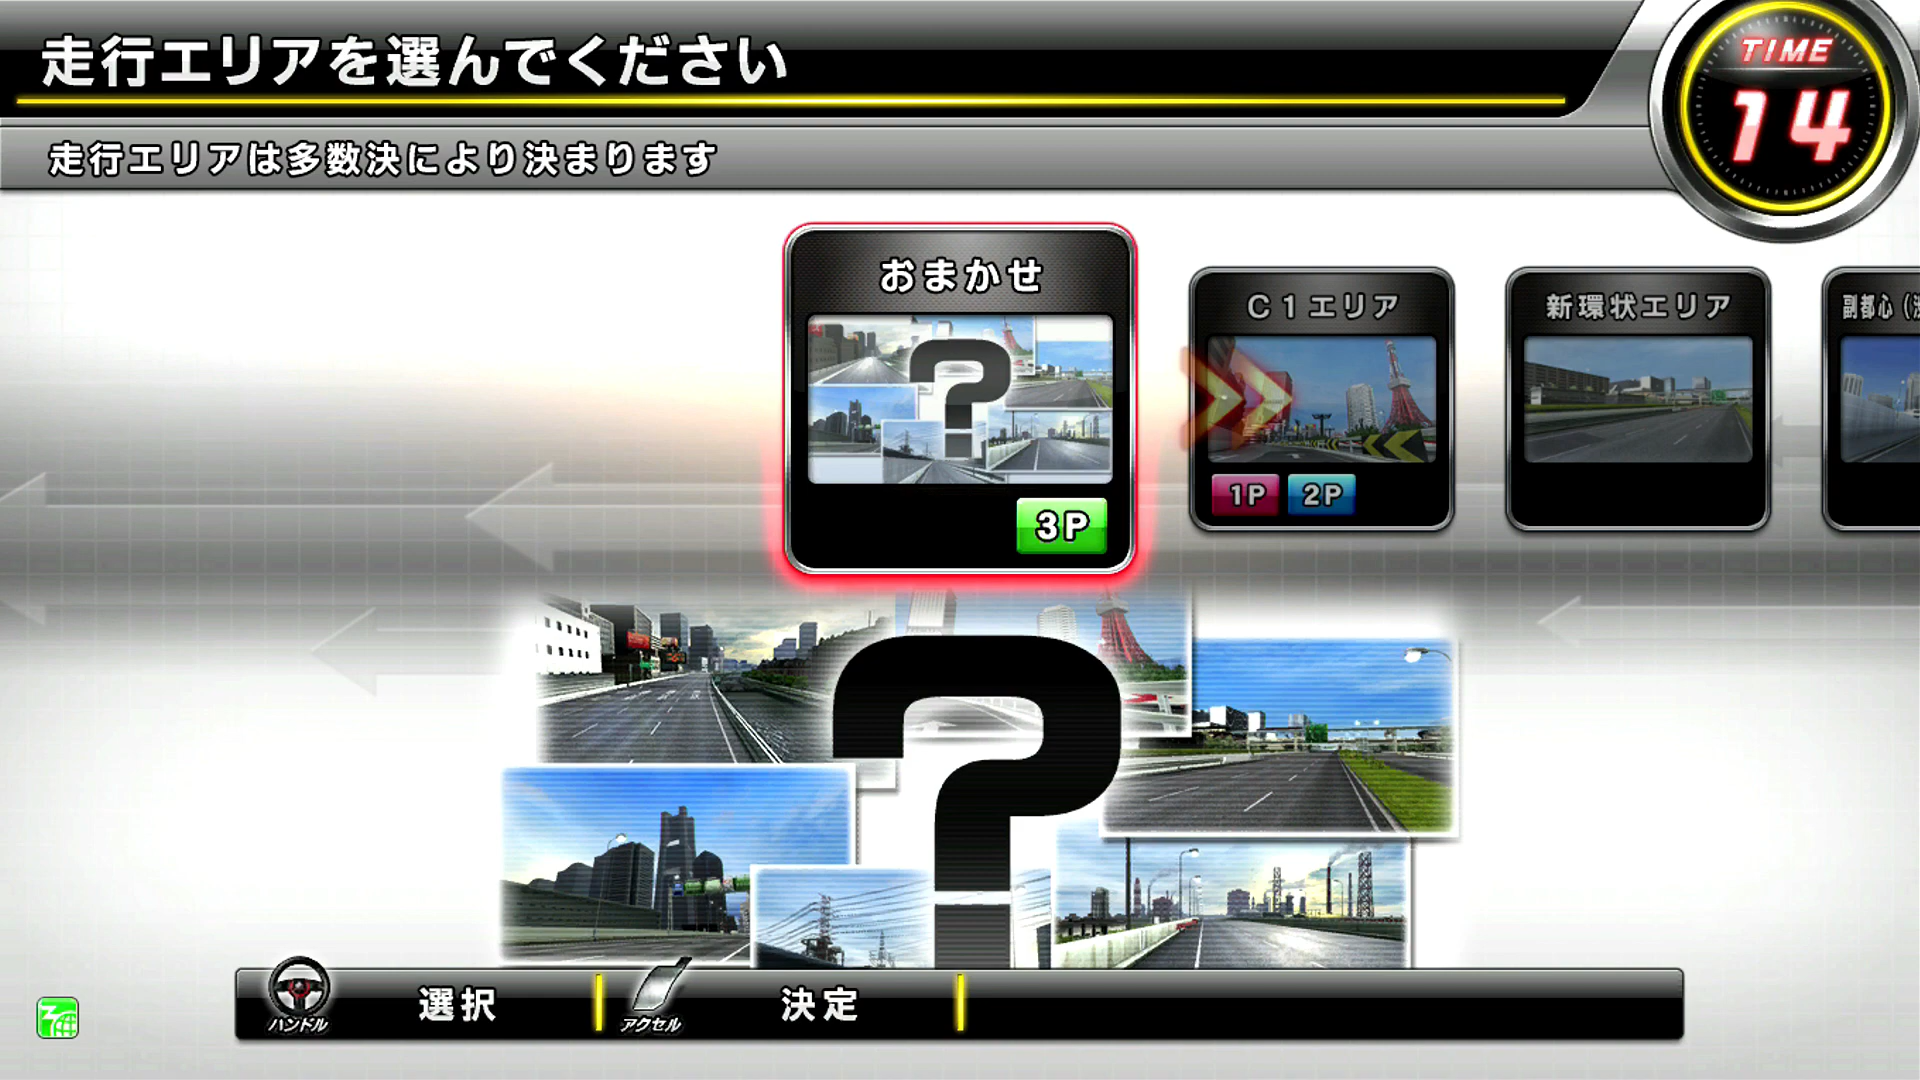 走行エリアを選んでください
TIME
14
走行エリアは多数決により決まります
おまかせ
3P
C1エリア
1P 2P
新環状エリア
副都心(
ハンドル
選択
アクセル
決定